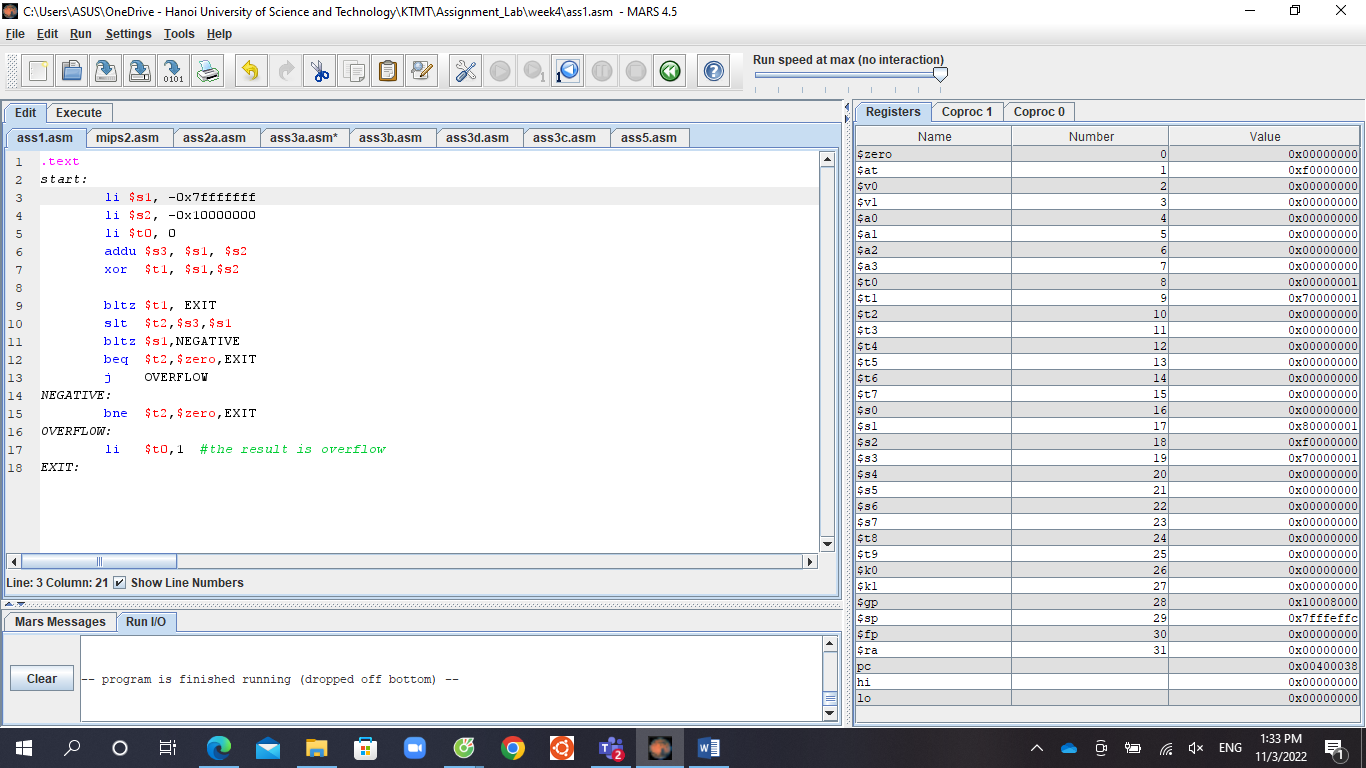 C:\Users\ASUS\OneDrive - Hanoi University of Science and Technology\KTMT\Assignment_Lab\week4\ass1.asm - MARS 4.5
File Edit Run Settings Tools Help
Run speed at max (no interaction)
Edit Execute
ass1.asm mips2.asm ass2a.asm ass3a.asm* ass3b.asm ass3d.asm ass3c.asm ass5.asm
1 .text
2 start:
3 li $s1, -0x7fffffff
4 li $s2, -0x10000000
5 li $t0, 0
6 addu $s3, $s1, $s2
7 xor $t1, $s1,$s2
8
9 bltz $t1, EXIT
10 slt $t2,$s3,$s1
11 bltz $s1,NEGATIVE
12 beq $t2,$zero,EXIT
13 j OVERFLOW
14 NEGATIVE:
15 bne $t2,$zero,EXIT
16 OVERFLOW:
17 li $t0,1 #the result is overflow
18 EXIT:
Line: 3 Column: 21 Show Line Numbers
Mars Messages Run I/O
Clear
-- program is finished running (dropped off bottom) --
Registers Coproc 1 Coproc 0
Name Number Value
$zero 0 0x00000000
$at 1 0xf0000000
$v0 2 0x00000000
$v1 3 0x00000000
$a0 4 0x00000000
$a1 5 0x00000000
$a2 6 0x00000000
$a3 7 0x00000000
$t0 8 0x00000001
$t1 9 0x70000001
$t2 10 0x00000000
$t3 11 0x00000000
$t4 12 0x00000000
$t5 13 0x00000000
$t6 14 0x00000000
$t7 15 0x00000000
$s0 16 0x00000000
$s1 17 0x80000001
$s2 18 0xf0000000
$s3 19 0x70000001
$s4 20 0x00000000
$s5 21 0x00000000
$s6 22 0x00000000
$s7 23 0x00000000
$t8 24 0x00000000
$t9 25 0x00000000
$k0 26 0x00000000
$k1 27 0x00000000
$gp 28 0x10008000
$sp 29 0x7fffeffc
$fp 30 0x00000000
$ra 31 0x00000000
pc 0x00400038
hi 0x00000000
lo 0x00000000
ENG
1:33 PM
11/3/2022